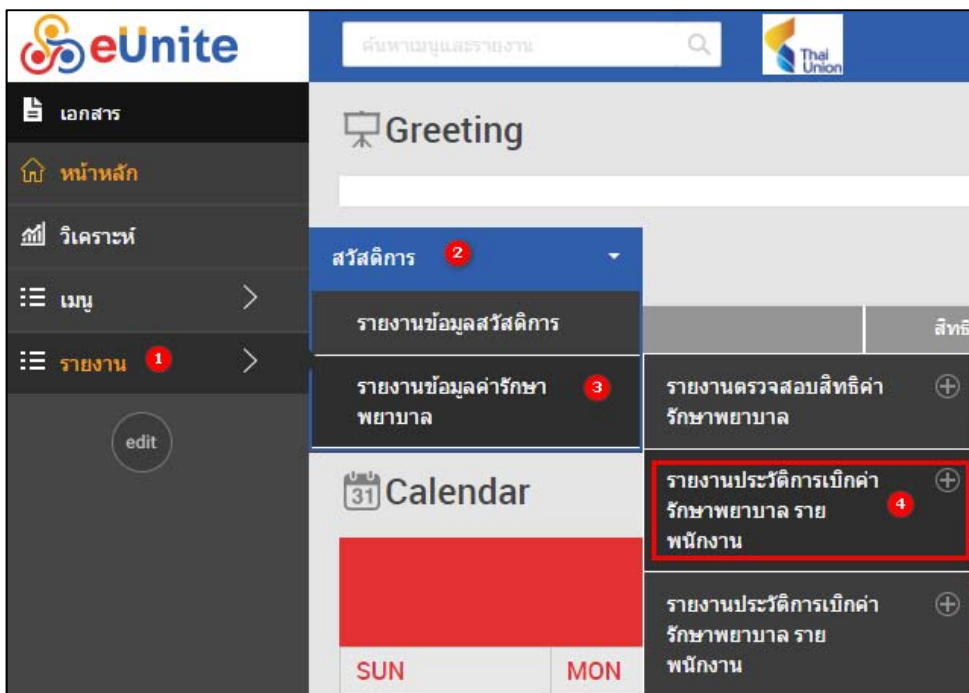 eUnite
ค้นหาเมนูและรายงาน
Thai
Union
เอกสาร
หน้าหลัก
วิเคราะห์
เมนู
รายงาน 1
edit
Greeting
สวัสดิการ 2
รายงานข้อมูลสวัสดิการ
สิทธิ
รายงานข้อมูลค่ารักษา 3
พยาบาล
รายงานตรวจสอบสิทธิค่า
รักษาพยาบาล
รายงานประวัติการเบิกค่า
รักษาพยาบาล ราย 4
พนักงาน
รายงานประวัติการเบิกค่า
รักษาพยาบาล ราย
พนักงาน
31 Calendar
SUN MON